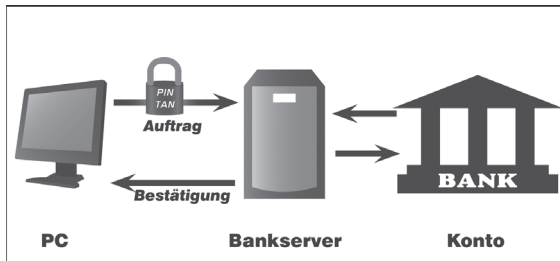 PIN
TAN
Auftrag
Bestätigung
BANK
PC
Bankserver
Konto